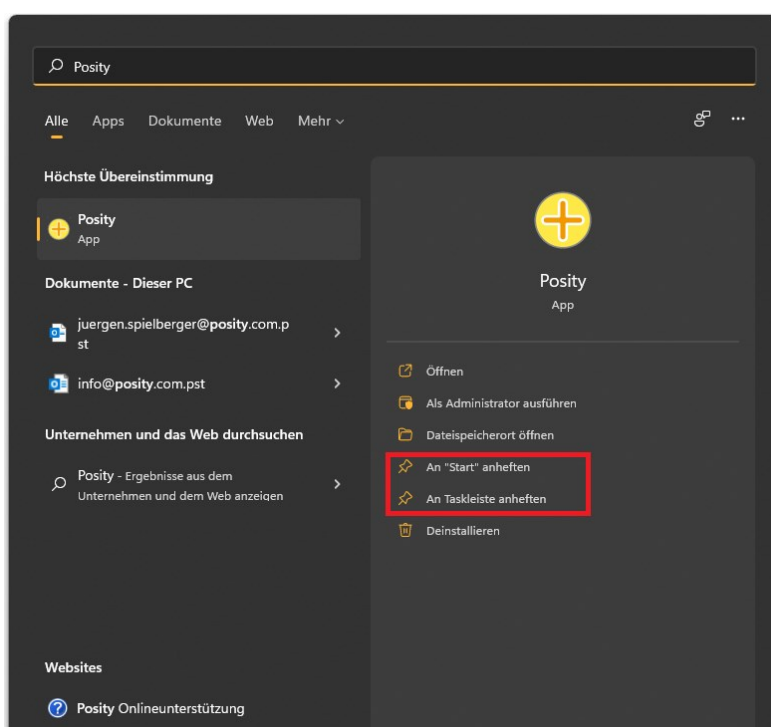 Posity
Alle Apps Dokumente Web Mehr
Höchste Übereinstimmung
Posity
App
Dokumente - Dieser PC
juergen.spielberger@posity.com.p
st
info@posity.com.pst
Unternehmen und das Web durchsuchen
Posity - Ergebnisse aus dem
Unternehmen und dem Web anzeigen
Websites
Posity Onlineunterstützung
Posity
App
Öffnen
Als Administrator ausführen
Dateispeicherort öffnen
An "Start" anheften
An Taskleiste anheften
Deinstallieren